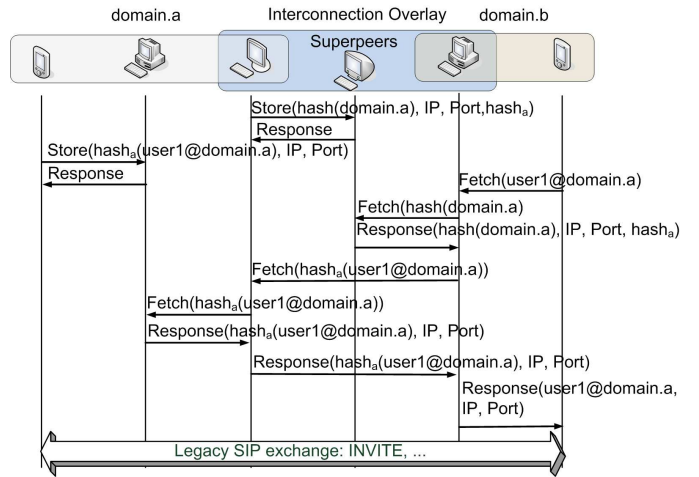 domain.a
Interconnection Overlay
domain.b
Superpeers
Store(hash(domain.a), IP, Port,hashₐ)
Response
Store(hashₐ(user1@domain.a), IP, Port)
Response
Fetch(user1@domain.a)
Fetch(hash(domain.a)
Response(hash(domain.a), IP, Port, hashₐ)
Fetch(hashₐ(user1@domain.a))
Fetch(hashₐ(user1@domain.a))
Response(hashₐ(user1@domain.a), IP, Port)
Response(hashₐ(user1@domain.a), IP, Port)
Response(user1@domain.a,
IP, Port)
Legacy SIP exchange: INVITE, ...